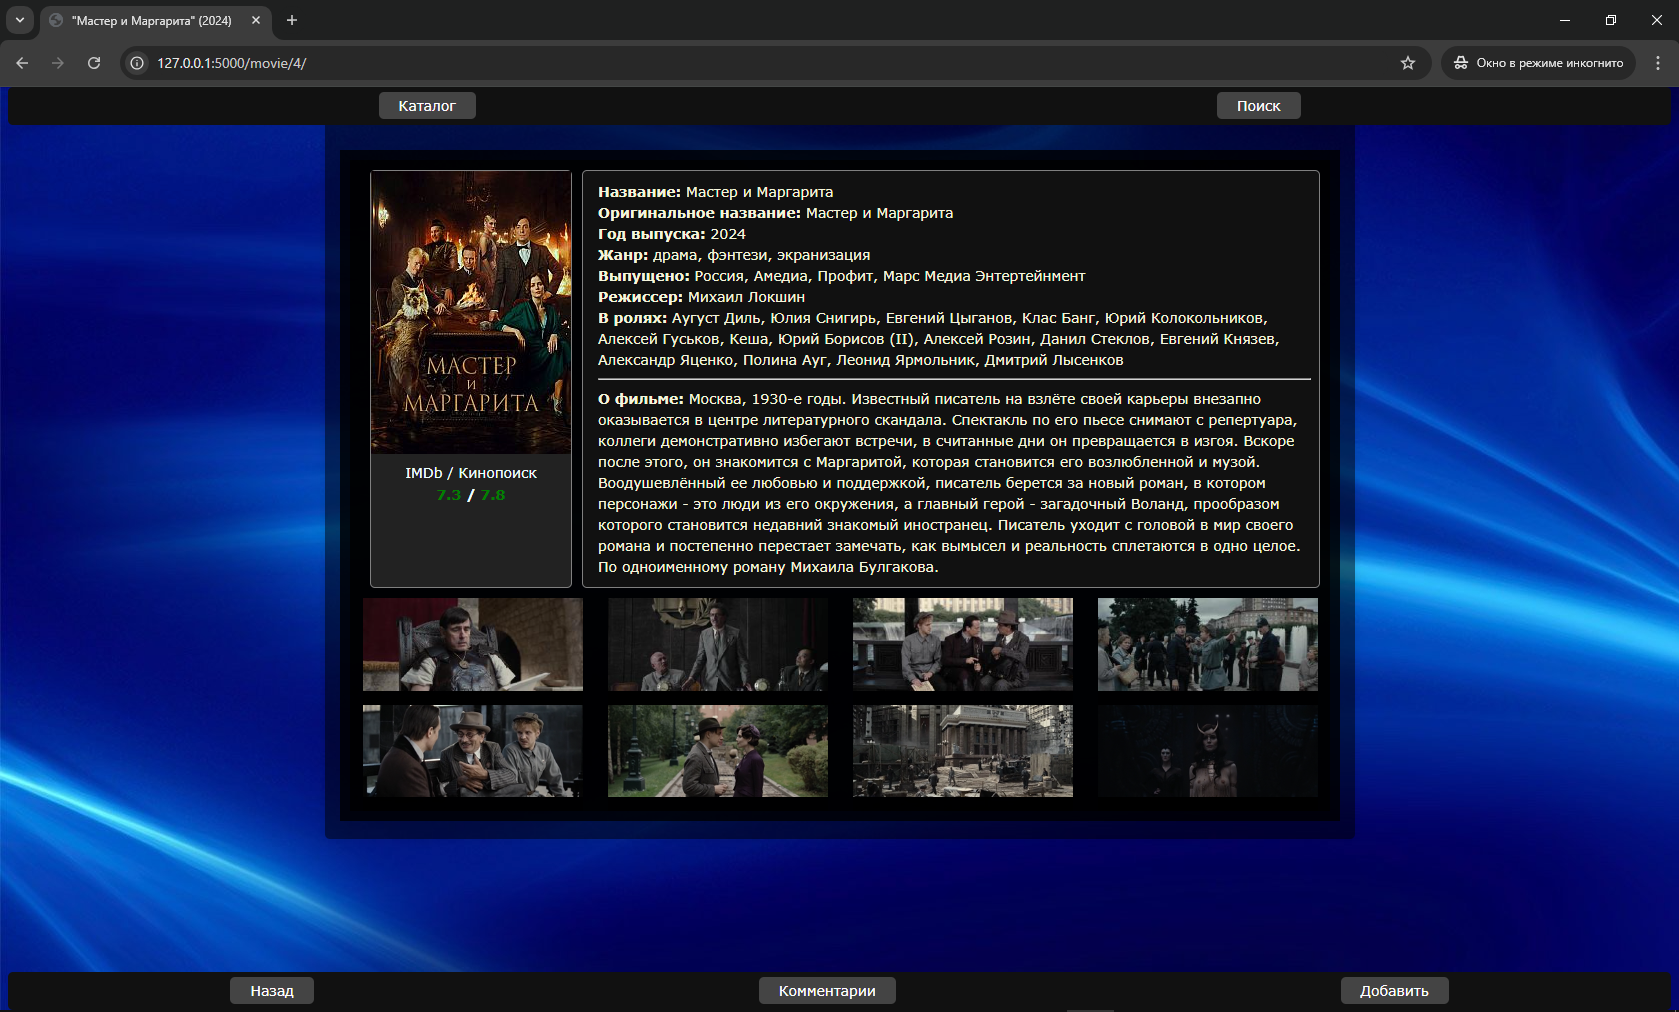 "Мастер и Маргарита" (2024)
127.0.0.1:5000/movie/4/
Окно в режиме инкогнито
Каталог
Поиск
МАСТЕР
И
МАРГАРИТА
IMDb / Кинопоиск
7.3 / 7.8
Название: Мастер и Маргарита
Оригинальное название: Мастер и Маргарита
Год выпуска: 2024
Жанр: драма, фэнтези, экранизация
Выпущено: Россия, Амедиа, Профит, Марс Медиа Энтертейнмент
Режиссер: Михаил Локшин
В ролях: Аугуст Диль, Юлия Снигирь, Евгений Цыганов, Клас Банг, Юрий Колокольников,
Алексей Гуськов, Кеша, Юрий Борисов (II), Алексей Розин, Данил Стеклов, Евгений Князев,
Александр Яценко, Полина Ауг, Леонид Ярмольник, Дмитрий Лысенков
О фильме: Москва, 1930-е годы. Известный писатель на взлёте своей карьеры внезапно
оказывается в центре литературного скандала. Спектакль по его пьесе снимают с репертуара,
коллеги демонстративно избегают встречи, в считанные дни он превращается в изгоя. Вскоре
после этого, он знакомится с Маргаритой, которая становится его возлюбленной и музой.
Воодушевлённый ее любовью и поддержкой, писатель берется за новый роман, в котором
персонажи - это люди из его окружения, а главный герой - загадочный Воланд, прообразом
которого становится недавний знакомый иностранец. Писатель уходит с головой в мир своего
романа и постепенно перестает замечать, как вымысел и реальность сплетаются в одно целое.
По одноименному роману Михаила Булгакова.
Назад
Комментарии
Добавить